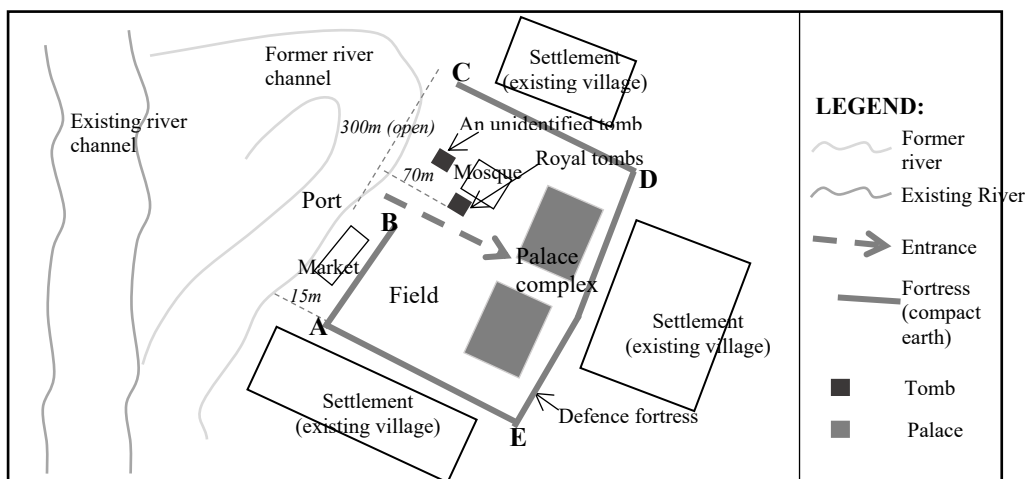 Former river
channel
Existing river
channel
C
Settlement
(existing village)
300m (open)
An unidentified tomb
Royal tombs
Mosque
70m
D
Port
B
Market
15m
Field
Palace
complex
A
Settlement
(existing village)
Settlement
(existing village)
Defence fortress
E
LEGEND:
Former
river
Existing River
Entrance
Fortress
(compact
earth)
Tomb
Palace